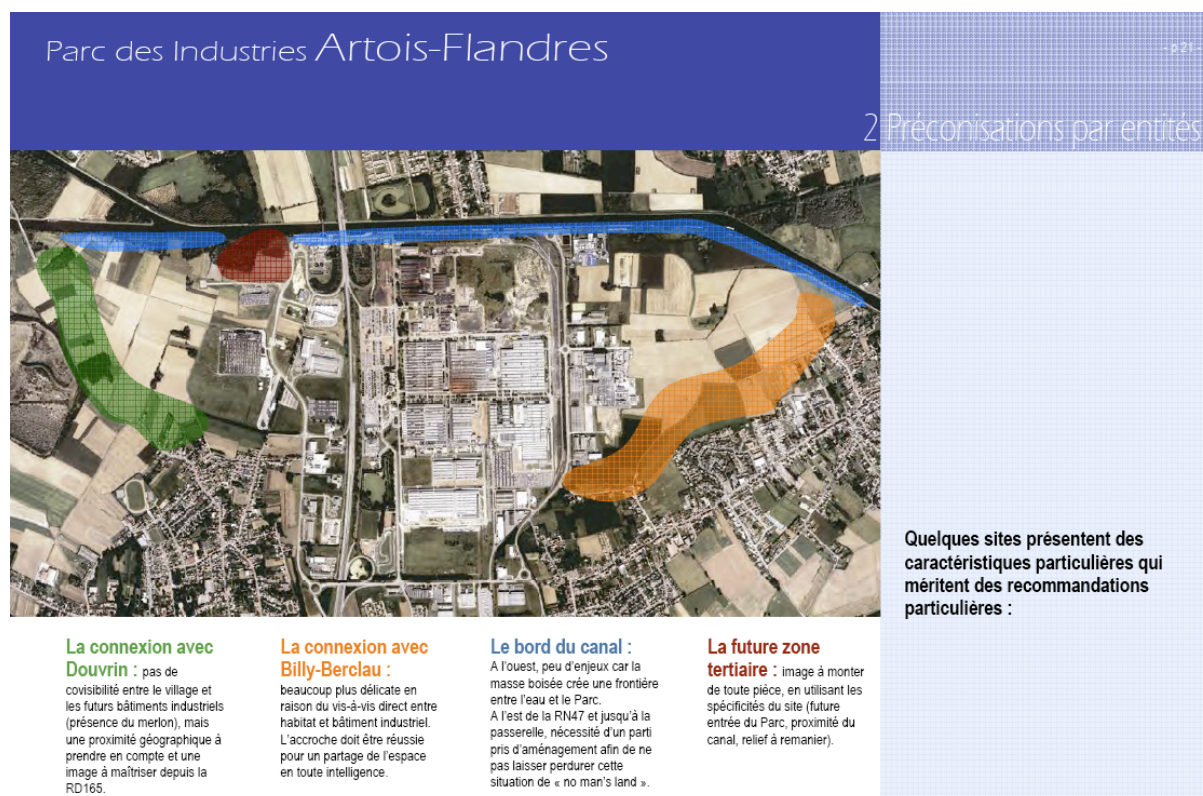 Parc des Industries Artois-Flandres
- p 21 -
2 Préconisations par entités
Quelques sites présentent des
caractéristiques particulières qui
méritent des recommandations
particulières :
La connexion avec
Douvrin : pas de
covisibilité entre le village et
les futurs bâtiments industriels
(présence du merlon), mais
une proximité géographique à
prendre en compte et une
image à maîtriser depuis la
RD165.
La connexion avec
Billy-Berclau :
beaucoup plus délicate en
raison du vis-à-vis direct entre
habitat et bâtiment industriel.
L'accroche doit être réussie
pour un partage de l'espace
en toute intelligence.
Le bord du canal :
A l'ouest, peu d'enjeux car la
masse boisée crée une frontière
entre l'eau et le Parc.
A l'est de la RN47 et jusqu'à la
passerelle, nécessité d'un parti
pris d'aménagement afin de ne
pas laisser perdurer cette
situation de « no man's land ».
La future zone
tertiaire : image à monter
de toute pièce, en utilisant les
spécificités du site (future
entrée du Parc, proximité du
canal, relief à remanier).